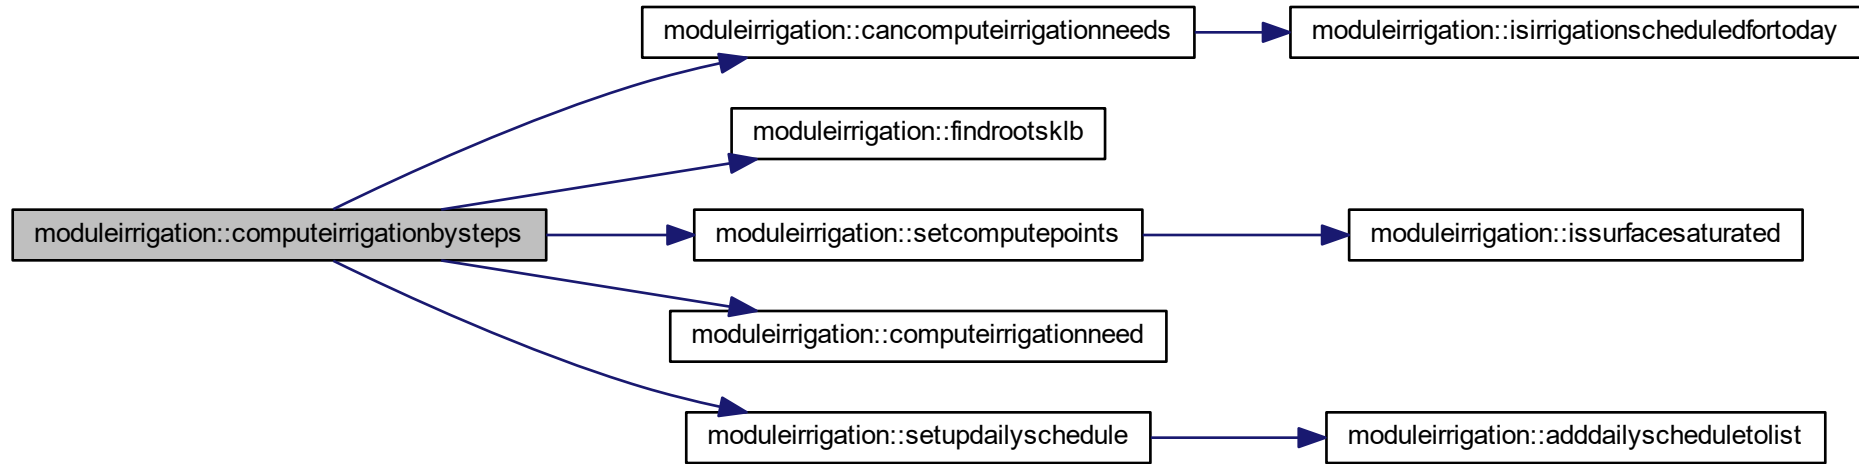 moduleirrigation::cancomputeirrigationneeds
moduleirrigation::isirrigationscheduledfortoday
moduleirrigation::findrootsklb
moduleirrigation::computeirrigationbysteps
moduleirrigation::setcomputepoints
moduleirrigation::issurfacesaturated
moduleirrigation::computeirrigationneed
moduleirrigation::setupdailyschedule
moduleirrigation::adddailyscheduletolist